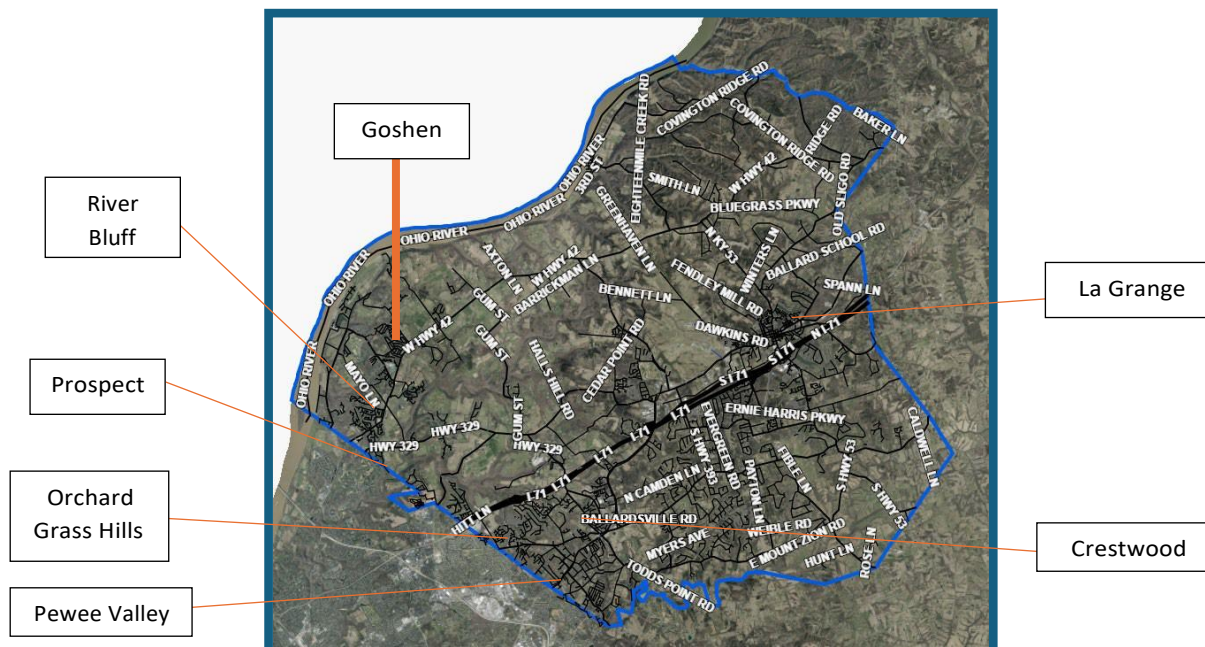 Goshen
River
Bluff
Prospect
Orchard
Grass Hills
Pewee Valley
La Grange
Crestwood
COVINGTON RIDGE RD
COVINGTON RIDGE RD
RIDGE RD
BAKER LN
EIGHTEENMILE CREEK RD
OHIO RIVER
3RD ST
SMITH LN
W HWY 42
OLD SLIGO RD
BLUEGRASS PKWY
GREENHAVEN LN
OHIO RIVER
OHIO RIVER
N KY 53
WINTERS LN
BALLARD SCHOOL RD
AXTON LN
W HWY 42
BARRICKMAN LN
OHIO RIVER
FENDLEY MILL RD
SPANN LN
GUM ST
BENNETT LN
DAWKINS RD
N I 71
S I 71
S I 71
W HWY 42
GUM ST
HALLS HILL RD
CEDAR POINT RD
OHIO RIVER
MAYO LN
I 71
I 71
I 71
I 71
I 71
ERNIE HARRIS PKWY
EVERGREEN RD
S HWY 393
CALDWELL LN
HWY 329
HWY 329
GUM ST
HWY 329
N CAMDEN LN
PAYTON LN
FIBLE LN
S HWY 53
S HWY 53
HITT LN
BALLARDSVILLE RD
WEIBLE RD
MYERS AVE
E MOUNT ZION RD
HUNT LN
ROSE LN
TODDS POINT RD